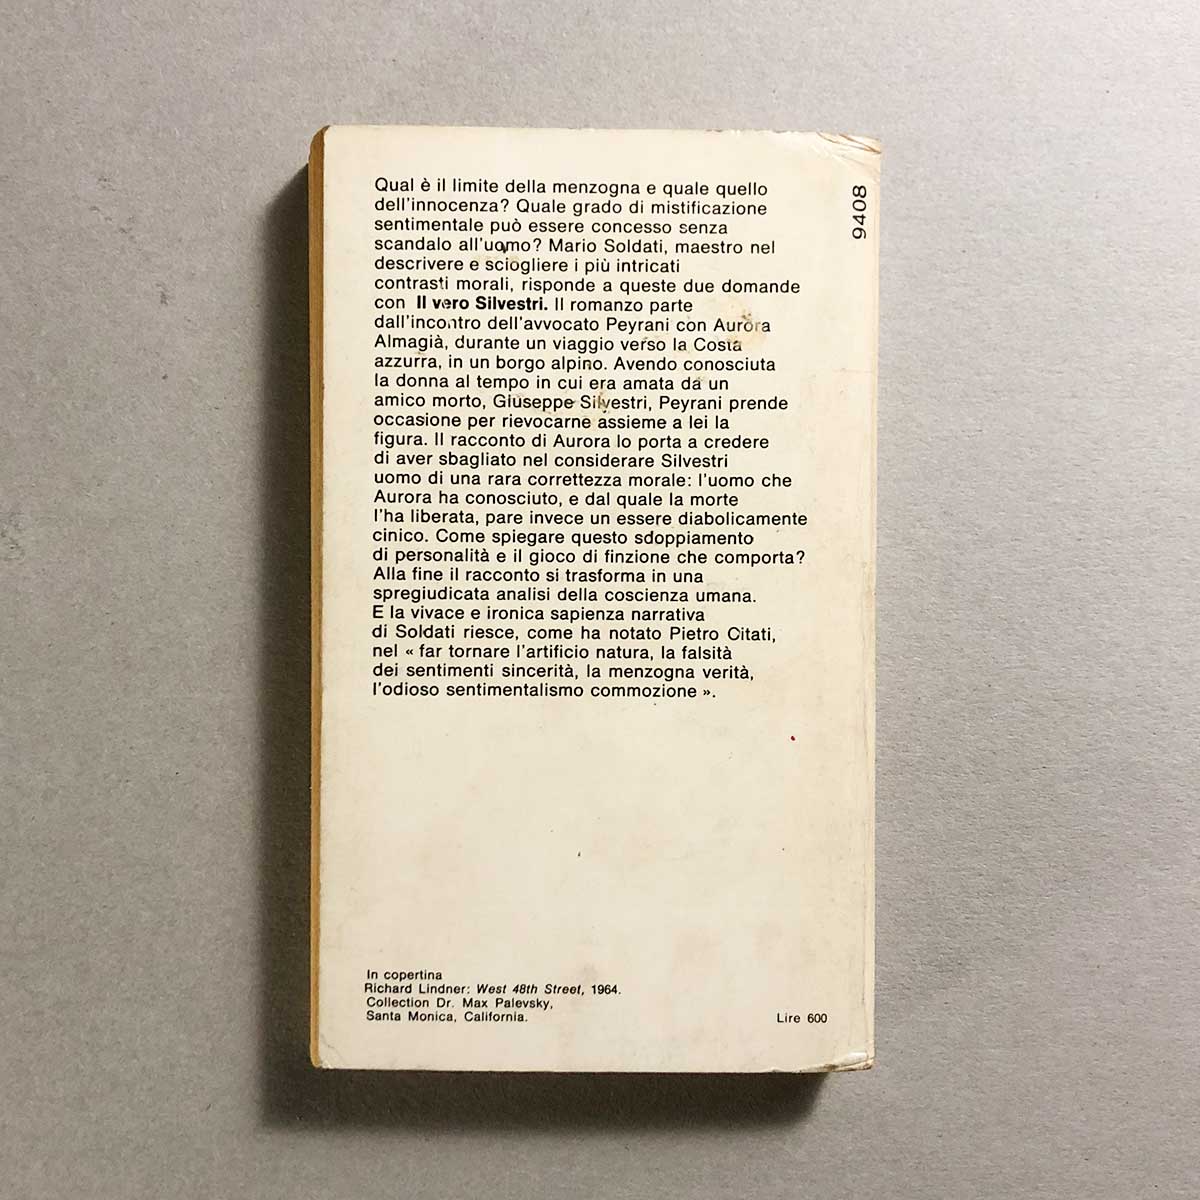 Qual è il limite della menzogna e quale quello
dell'innocenza? Quale grado di mistificazione
sentimentale può essere concesso senza
scandalo all'uomo? Mario Soldati, maestro nel
descrivere e sciogliere i più intricati
contrasti morali, risponde a queste due domande
con Il vero Silvestri. Il romanzo parte
dall'incontro dell'avvocato Peyrani con Aurora
Almagià, durante un viaggio verso la Costa
azzurra, in un borgo alpino. Avendo conosciuta
la donna al tempo in cui era amata da un
amico morto, Giuseppe Silvestri, Peyrani prende
occasione per rievocarne assieme a lei la
figura. Il racconto di Aurora lo porta a credere
di aver sbagliato nel considerare Silvestri
uomo di una rara correttezza morale: l'uomo che
Aurora ha conosciuto, e dal quale la morte
l'ha liberata, pare invece un essere diabolicamente
cinico. Come spiegare questo sdoppiamento
di personalità e il gioco di finzione che comporta?
Alla fine il racconto si trasforma in una
spregiudicata analisi della coscienza umana.
E la vivace e ironica sapienza narrativa
di Soldati riesce, come ha notato Pietro Citati,
nel « far tornare l'artificio natura, la falsità
dei sentimenti sincerità, la menzogna verità,
l'odioso sentimentalismo commozione ».
9408
In copertina
Richard Lindner: West 48th Street, 1964.
Collection Dr. Max Palevsky,
Santa Monica, California.
Lire 600